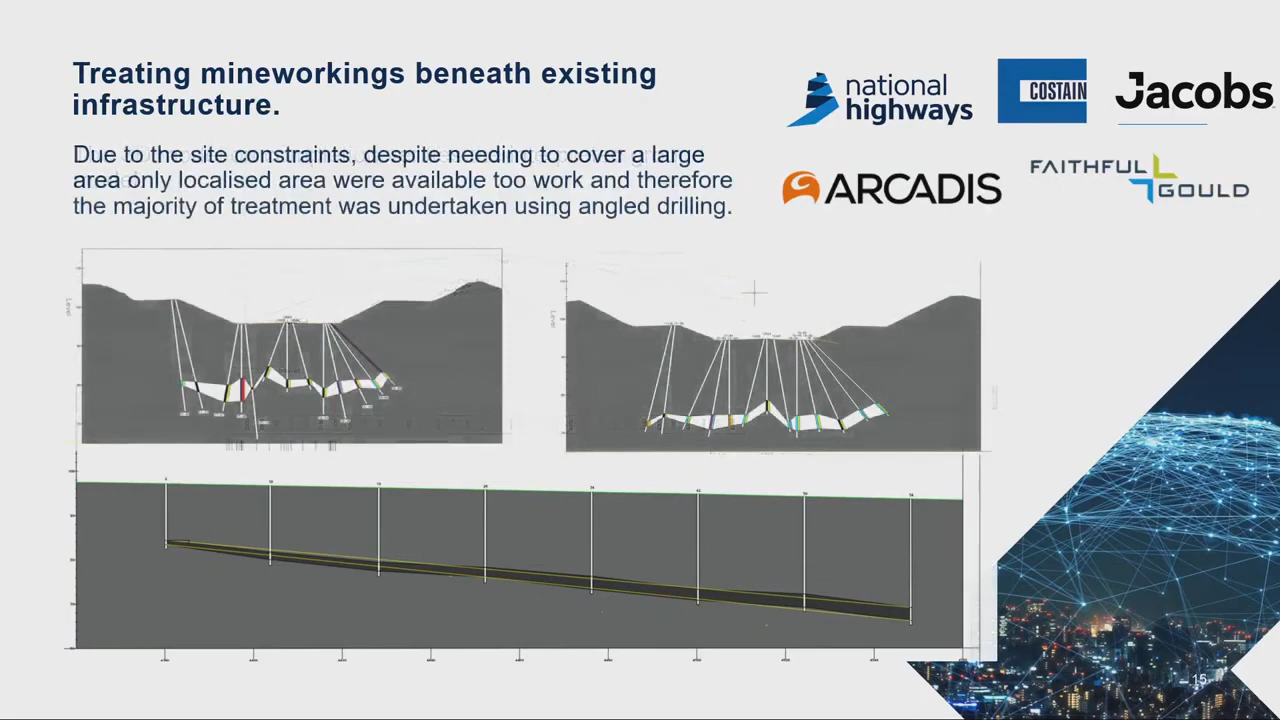 Treating mineworkings beneath existing
infrastructure.
Due to the site constraints, despite needing to cover a large
area only localised area were available too work and therefore
the majority of treatment was undertaken using angled drilling.
national
highways
COSTAIN
Jacobs
ARCADIS
FAITHFUL
GOULD
15